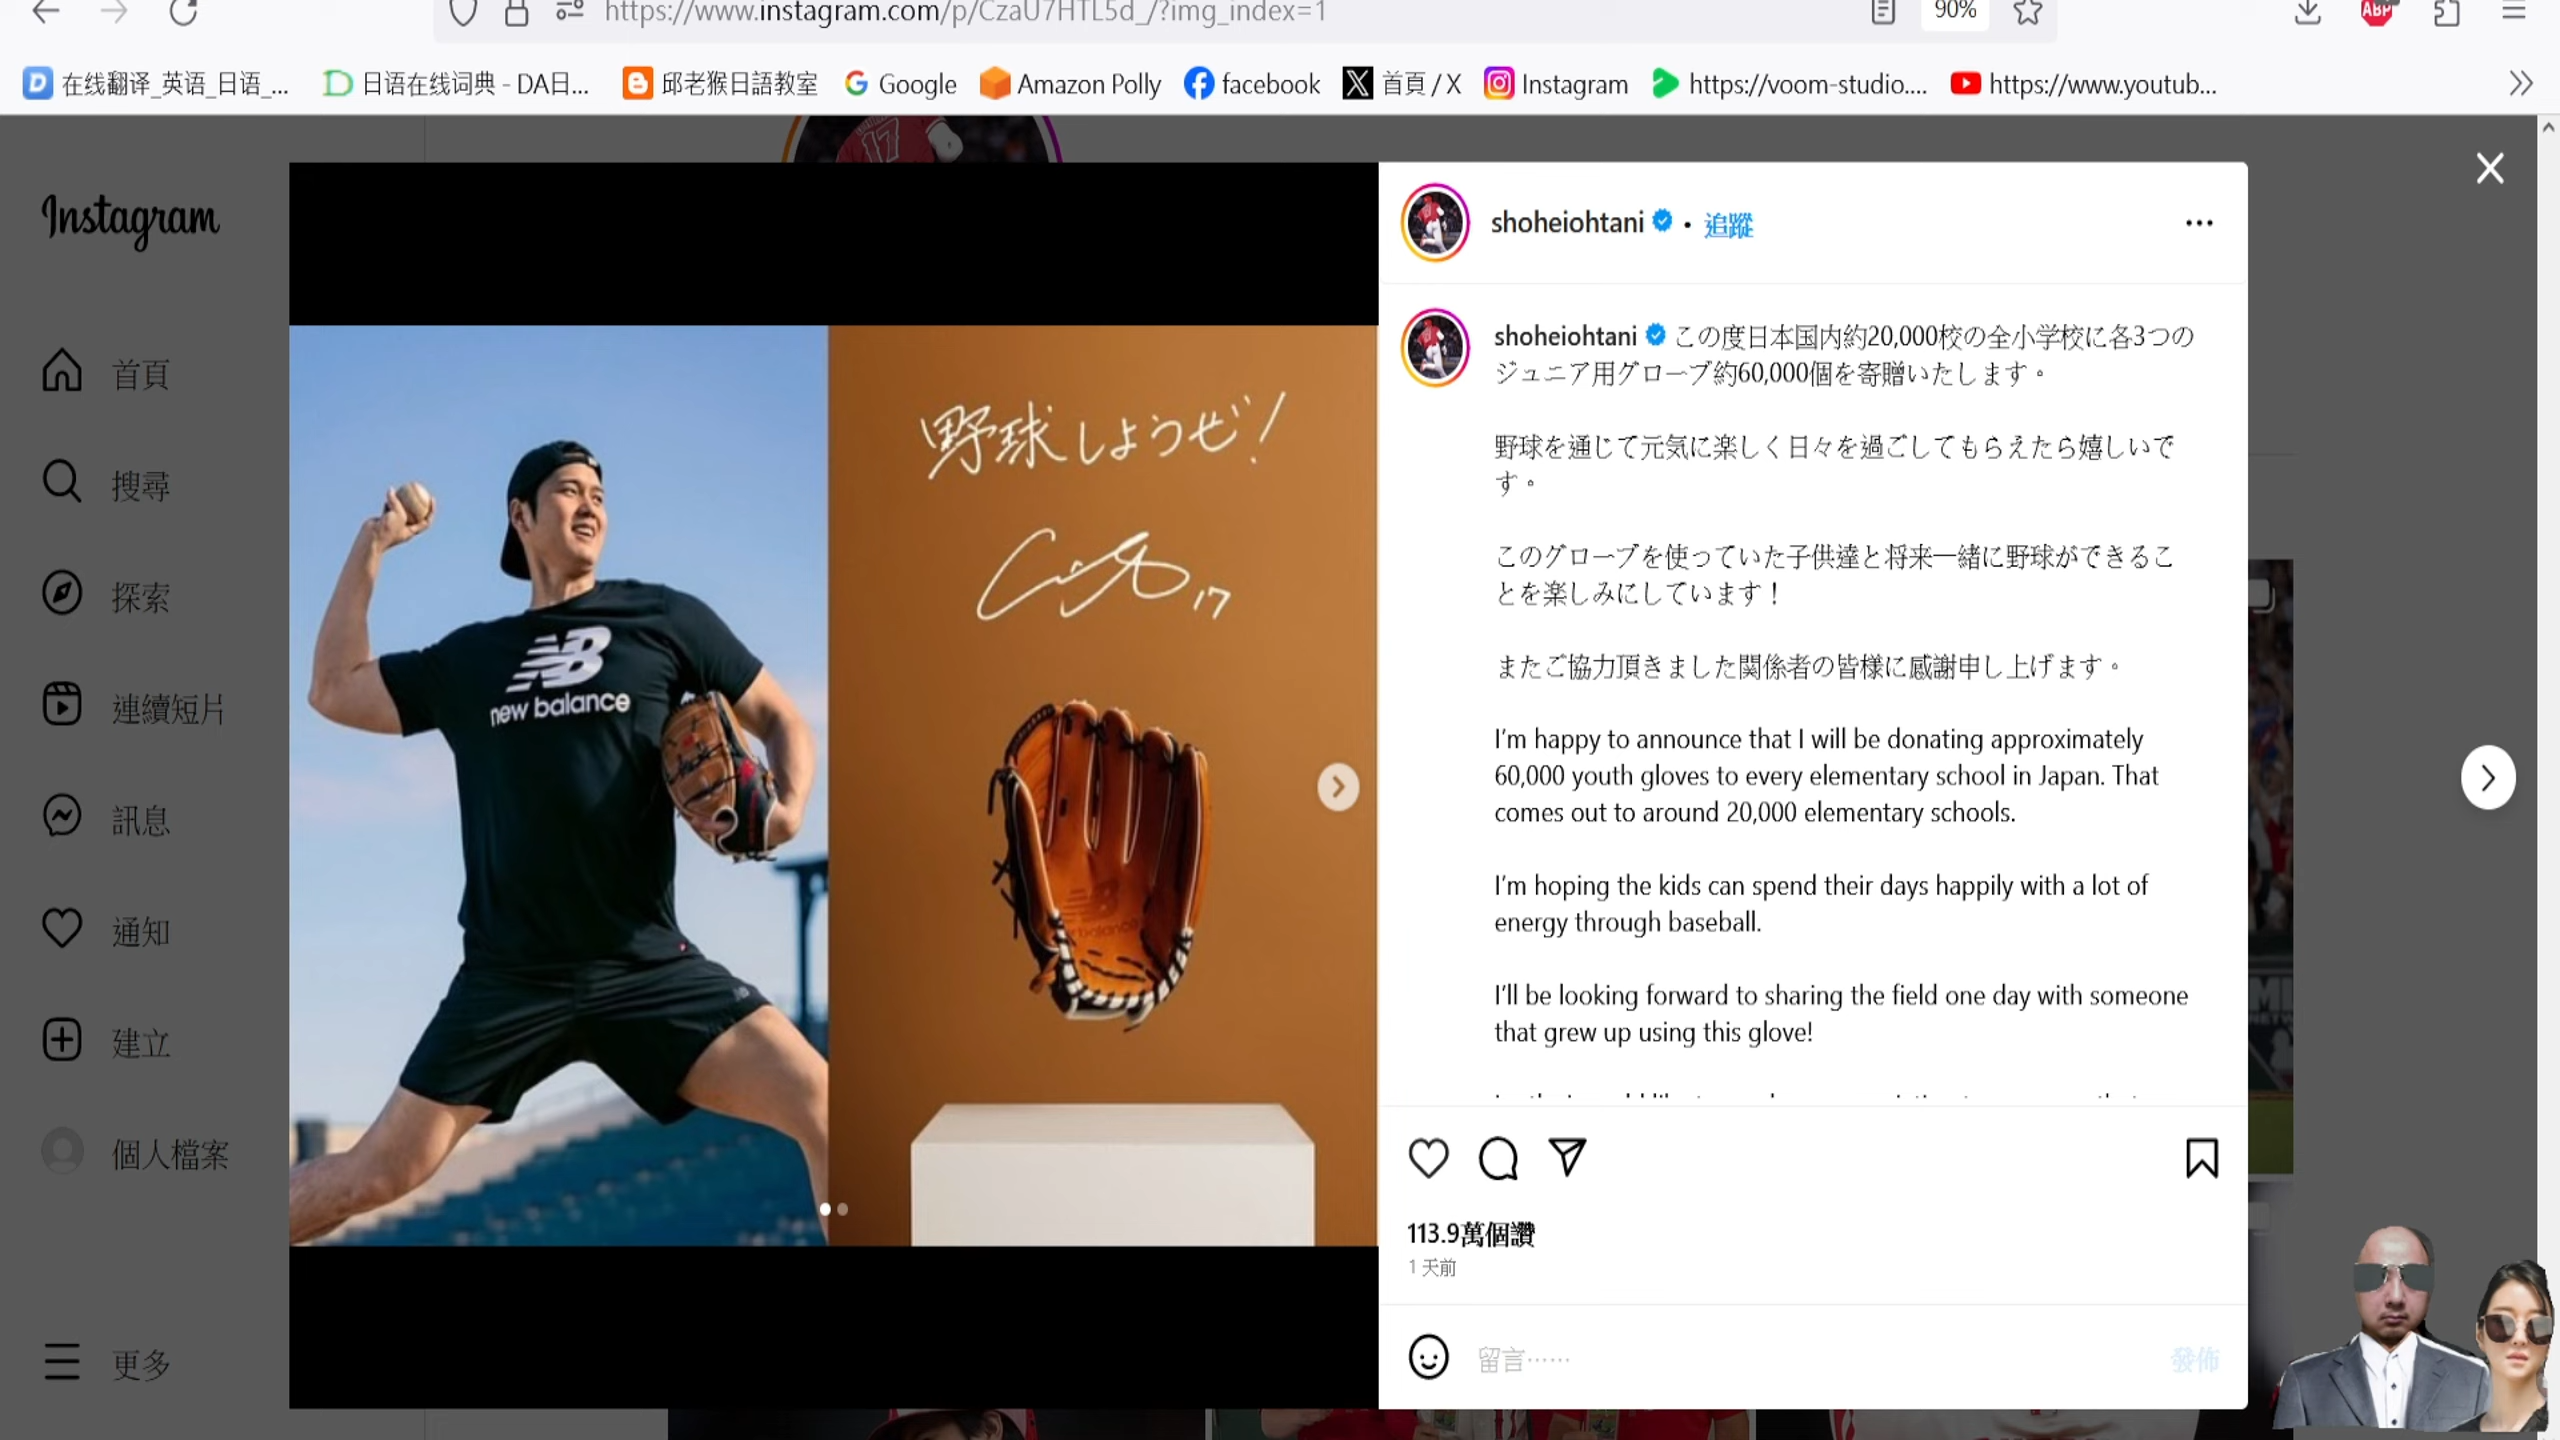 https://www.instagram.com/p/CzaU7HTL5d_/?img_index=1
90%
ABP
在线翻译_英语_日语_...
日语在线词典 - DA日...
邱老猴日語教室
Google
Amazon Polly
facebook
首頁 / X
Instagram
https://voom-studio....
https://www.youtub...
Instagram
首頁
搜尋
探索
連續短片
訊息
通知
建立
個人檔案
更多
17
野球しようぜ!
17
new balance
shoheiohtani • 追蹤
shoheiohtani この度日本国内約20,000校の全小学校に各3つの
ジュニア用グローブ約60,000個を寄贈いたします。
野球を通じて元気に楽しく日々を過ごしてもらえたら嬉しいで
す。
このグローブを使っていた子供達と将来一緒に野球ができるこ
とを楽しみにしています！
またご協力頂きました関係者の皆様に感謝申し上げます。
I'm happy to announce that I will be donating approximately
60,000 youth gloves to every elementary school in Japan. That
comes out to around 20,000 elementary schools.
I'm hoping the kids can spend their days happily with a lot of
energy through baseball.
I'll be looking forward to sharing the field one day with someone
that grew up using this glove!
113.9萬個讚
1 天前
留言……
發佈